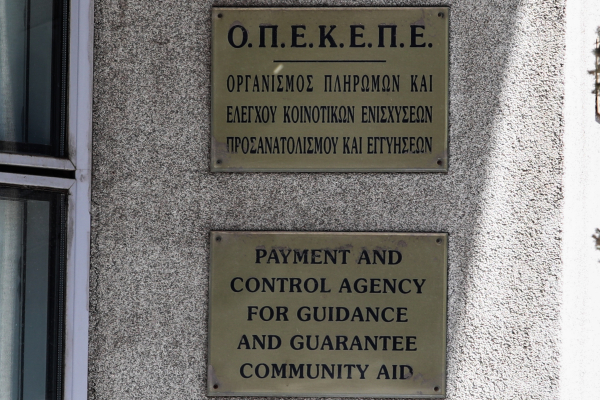 Ο.Π.Ε.Κ.Ε.Π.Ε.
ΟΡΓΑΝΙΣΜΟΣ ΠΛΗΡΩΜΩΝ ΚΑΙ
ΕΛΕΓΧΟΥ ΚΟΙΝΟΤΙΚΩΝ ΕΝΙΣΧΥΣΕΩΝ
ΠΡΟΣΑΝΑΤΟΛΙΣΜΟΥ ΚΑΙ ΕΓΓΥΗΣΕΩΝ
PAYMENT AND
CONTROL AGENCY
FOR GUIDANCE
AND GUARANTEE
COMMUNITY AID